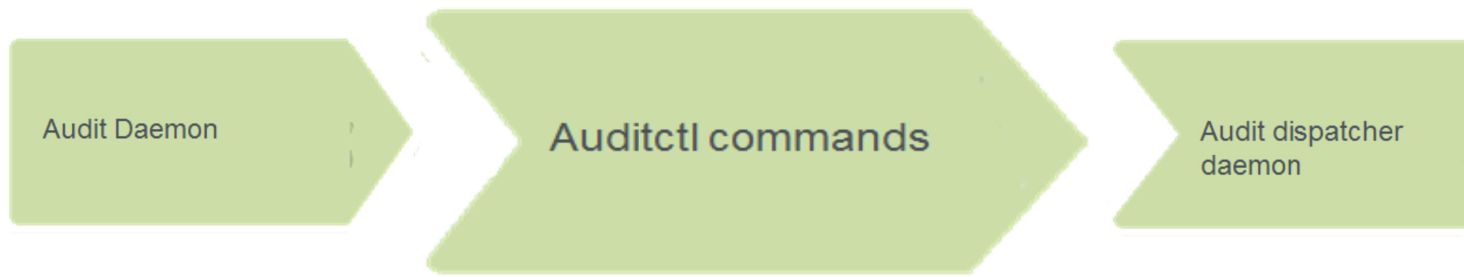 Audit Daemon
Auditctl commands
Audit dispatcher
daemon